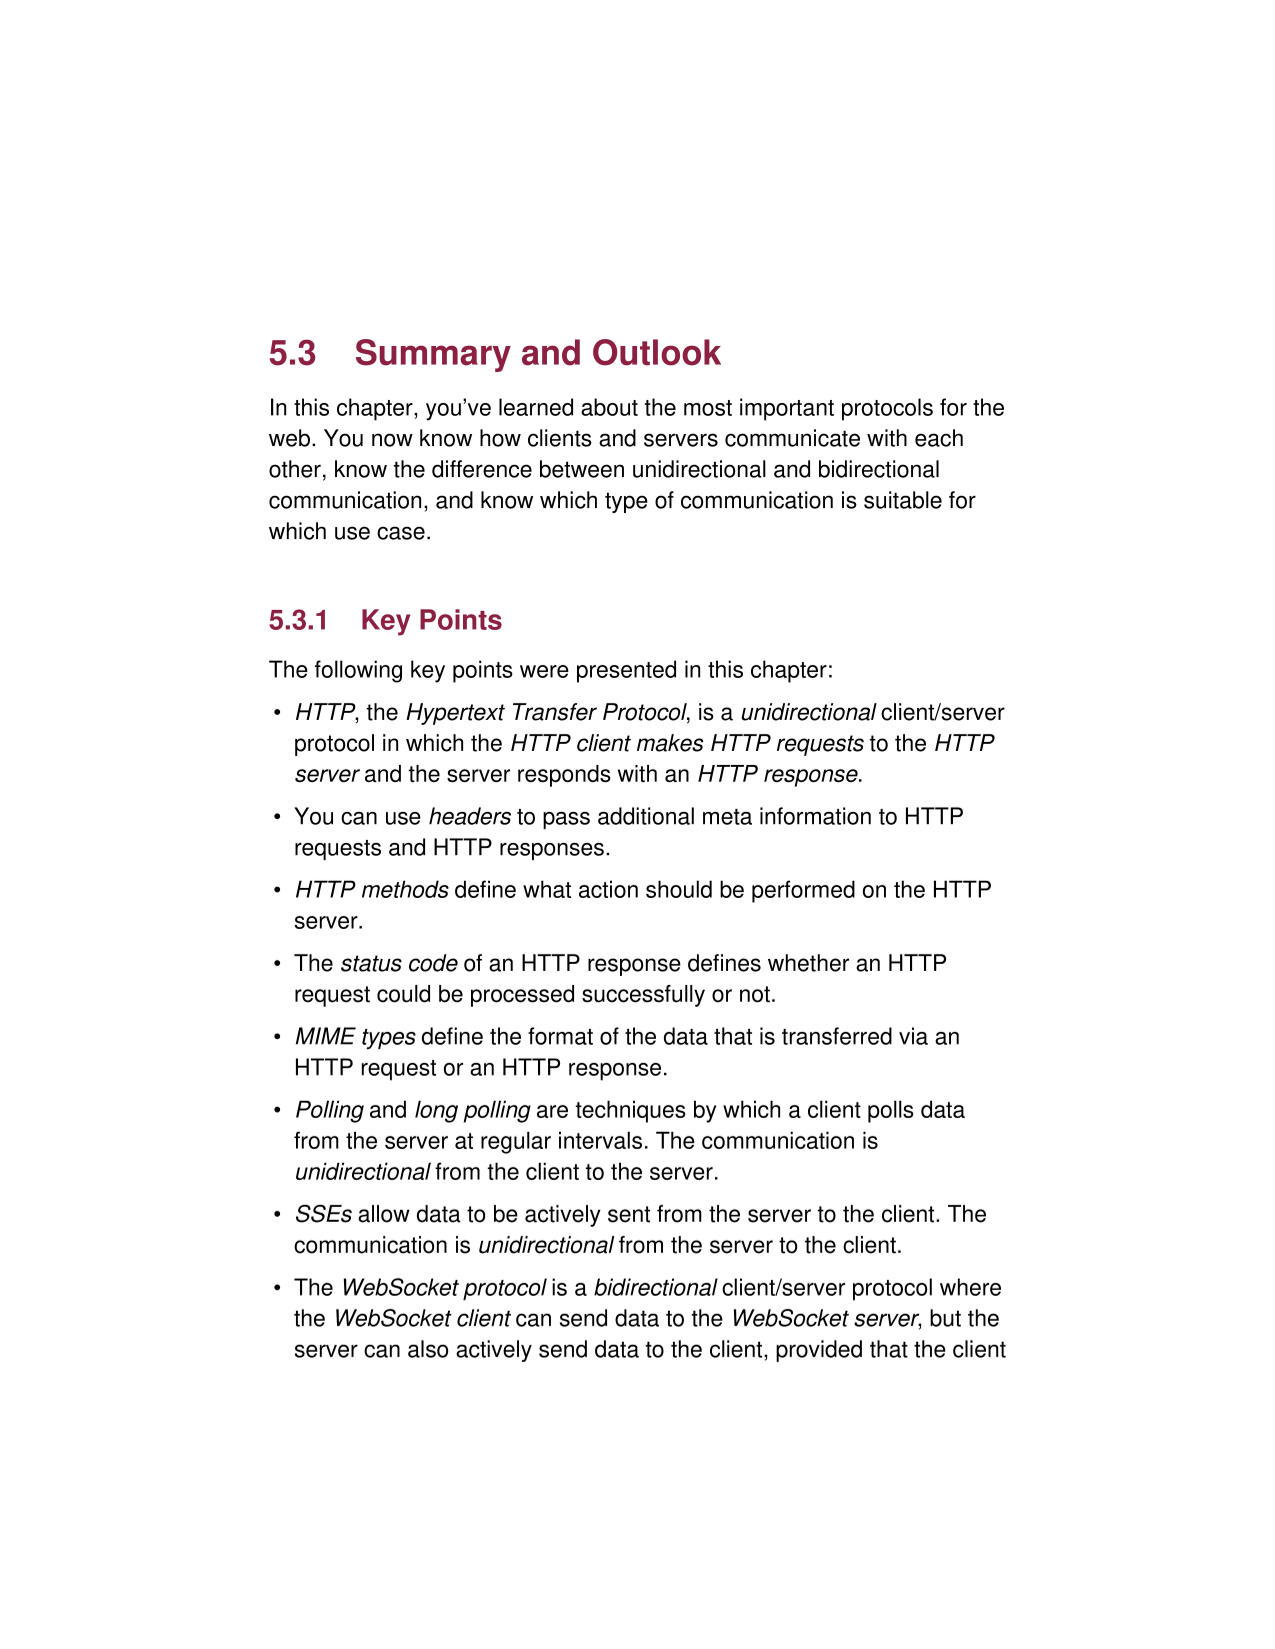 5.3 Summary and Outlook
In this chapter, you’ve learned about the most important protocols for the
web. You now know how clients and servers communicate with each
other, know the difference between unidirectional and bidirectional
communication, and know which type of communication is suitable for
which use case.
5.3.1 Key Points
The following key points were presented in this chapter:
• HTTP, the Hypertext Transfer Protocol, is a unidirectional client/server
protocol in which the HTTP client makes HTTP requests to the HTTP
server and the server responds with an HTTP response.
• You can use headers to pass additional meta information to HTTP
requests and HTTP responses.
• HTTP methods define what action should be performed on the HTTP
server.
• The status code of an HTTP response defines whether an HTTP
request could be processed successfully or not.
• MIME types define the format of the data that is transferred via an
HTTP request or an HTTP response.
• Polling and long polling are techniques by which a client polls data
from the server at regular intervals. The communication is
unidirectional from the client to the server.
• SSEs allow data to be actively sent from the server to the client. The
communication is unidirectional from the server to the client.
• The WebSocket protocol is a bidirectional client/server protocol where
the WebSocket client can send data to the WebSocket server, but the
server can also actively send data to the client, provided that the client